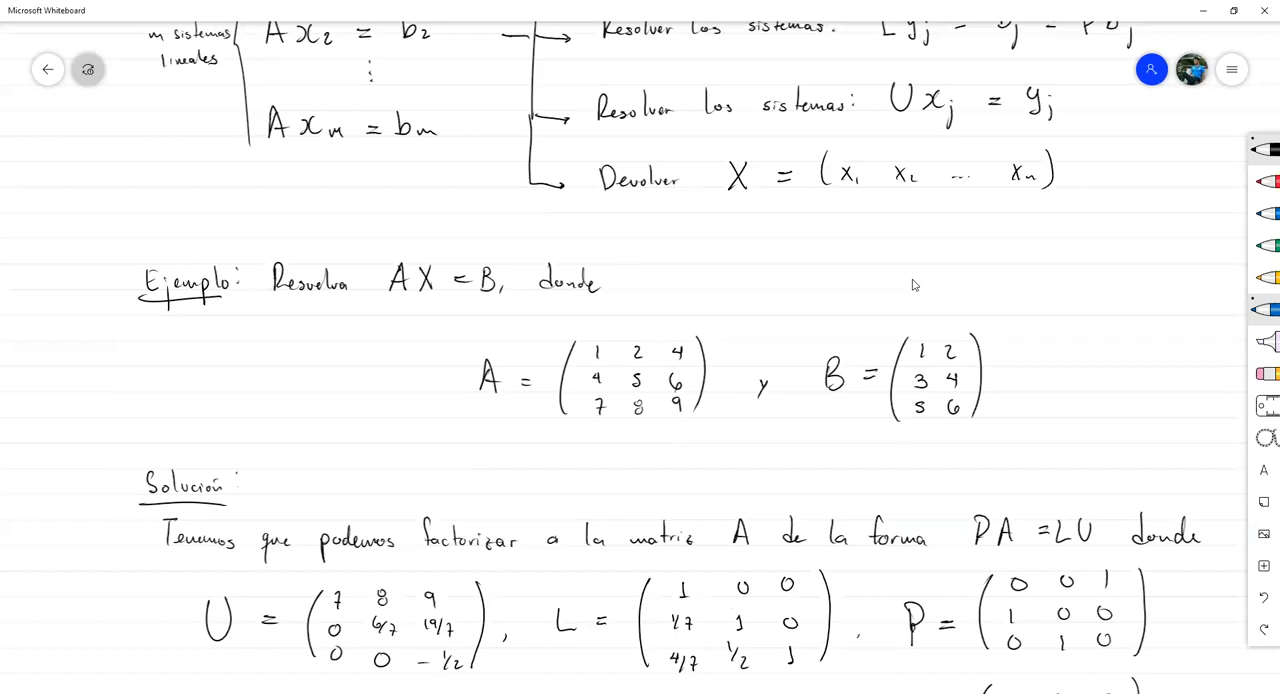 Microsoft Whiteboard
m sistemas lineales
A x₂ = b₂
⋮
A xₘ = bₘ
Resolver los sistemas:
Resolver los sistemas: U xⱼ = yⱼ
Devolver X = (x₁ x₂ ... xₘ)
Ejemplo: Resuelva AX = B, donde
A = ( 1 2 4
4 5 6
7 8 9 ) y B = ( 1 2
3 4
5 6 )
Solución:
Tenemos que podemos factorizar a la matriz A de la forma PA = LU donde
U = ( 7 8 9
0 6/7 19/7
0 0 -1/2 ),
L = ( 1 0 0
1/7 1 0
4/7 1/2 1 ),
P = ( 0 0 1
1 0 0
0 1 0 )